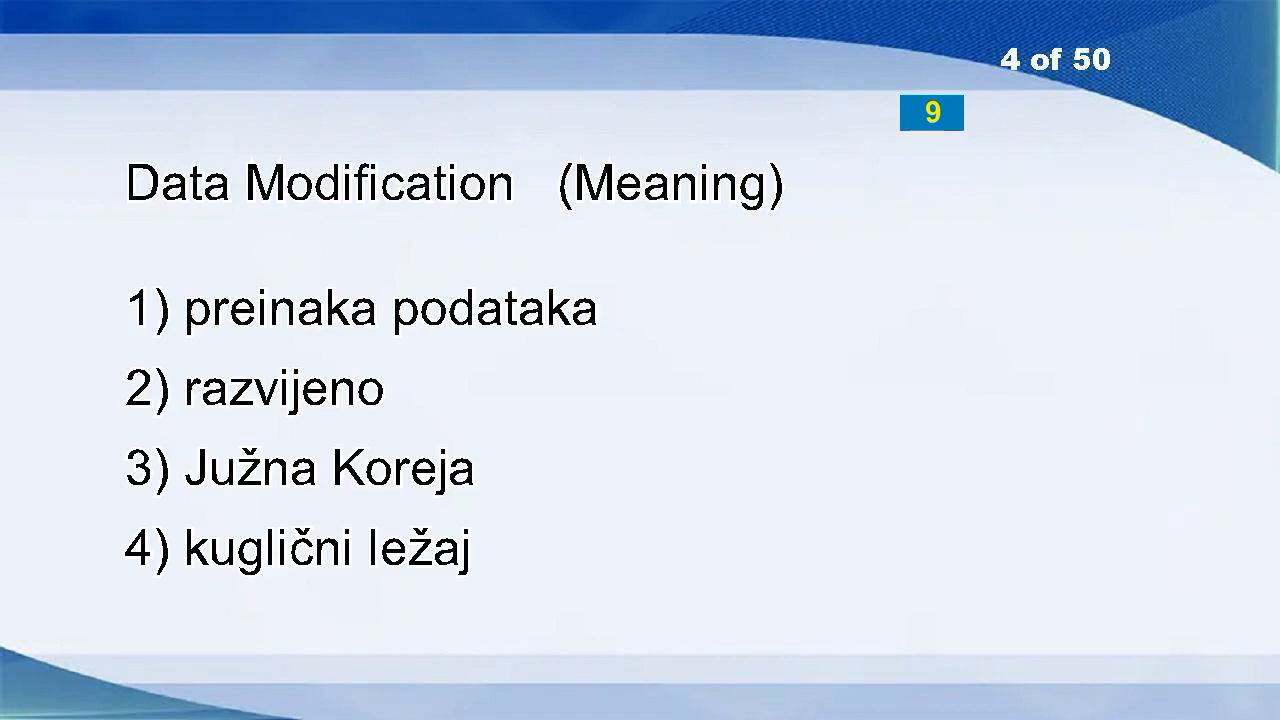 4 of 50
9
Data Modification (Meaning)
1) preinaka podataka
2) razvijeno
3) Južna Koreja
4) kuglični ležaj